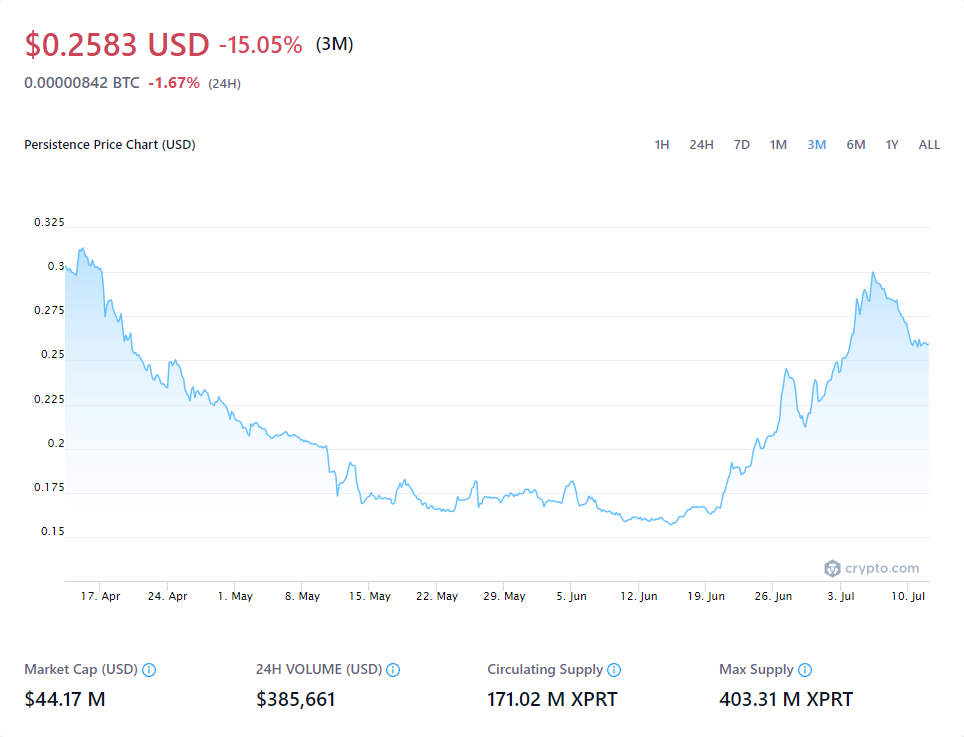 $0.2583 USD -15.05% (3M)
0.00000842 BTC -1.67% (24H)
Persistence Price Chart (USD) 1H 24H 7D 1M 3M 6M 1Y ALL
0.325
0.3
0.275
0.25
0.225
0.2
0.175
0.15
crypto.com
17. Apr 24. Apr 1. May 8. May 15. May 22. May 29. May 5. Jun 12. Jun 19. Jun 26. Jun 3. Jul 10. Jul
Market Cap (USD) 24H VOLUME (USD) Circulating Supply Max Supply
$44.17 M $385,661 171.02 M XPRT 403.31 M XPRT